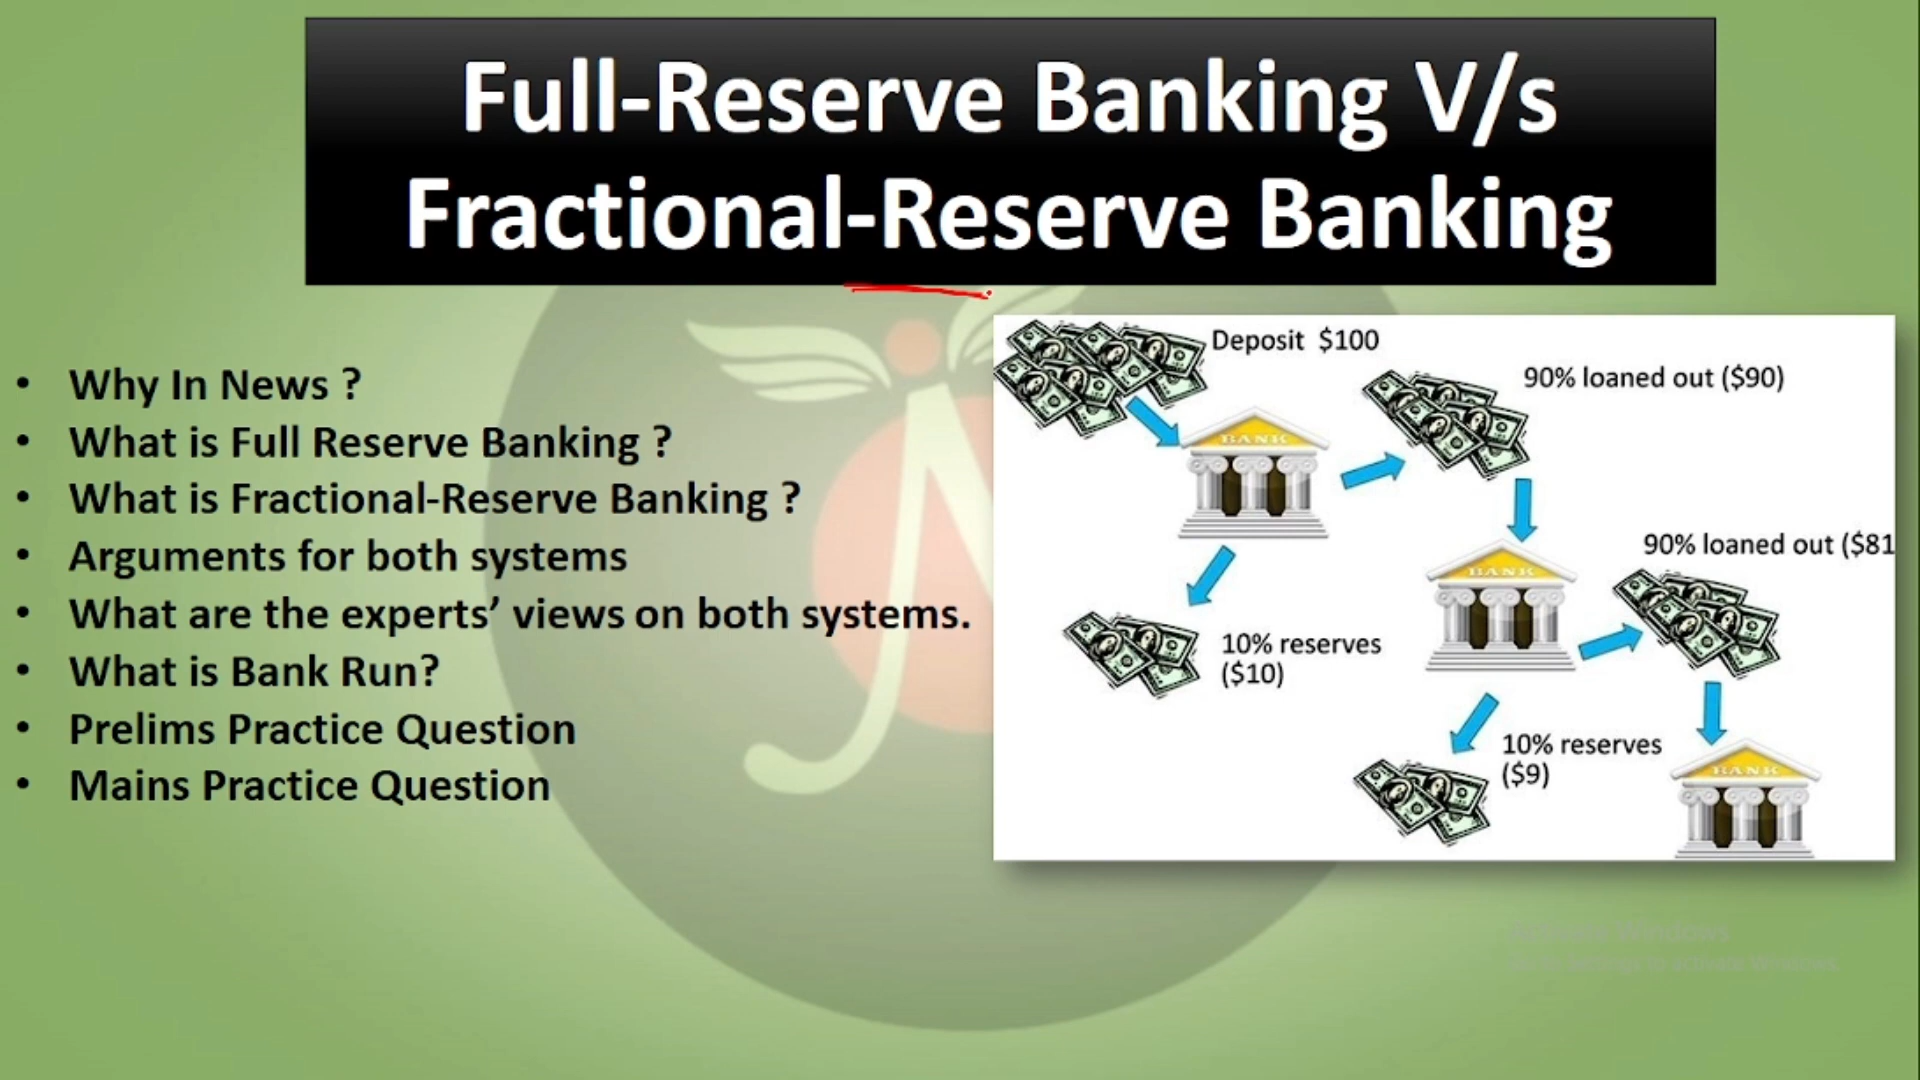 Full-Reserve Banking V/s
Fractional-Reserve Banking
• Why In News ?
• What is Full Reserve Banking ?
• What is Fractional-Reserve Banking ?
• Arguments for both systems
• What are the experts’ views on both systems.
• What is Bank Run?
• Prelims Practice Question
• Mains Practice Question
Deposit $100
90% loaned out ($90)
BANK
90% loaned out ($81
BANK
10% reserves
($10)
10% reserves
($9)
BANK
Windows